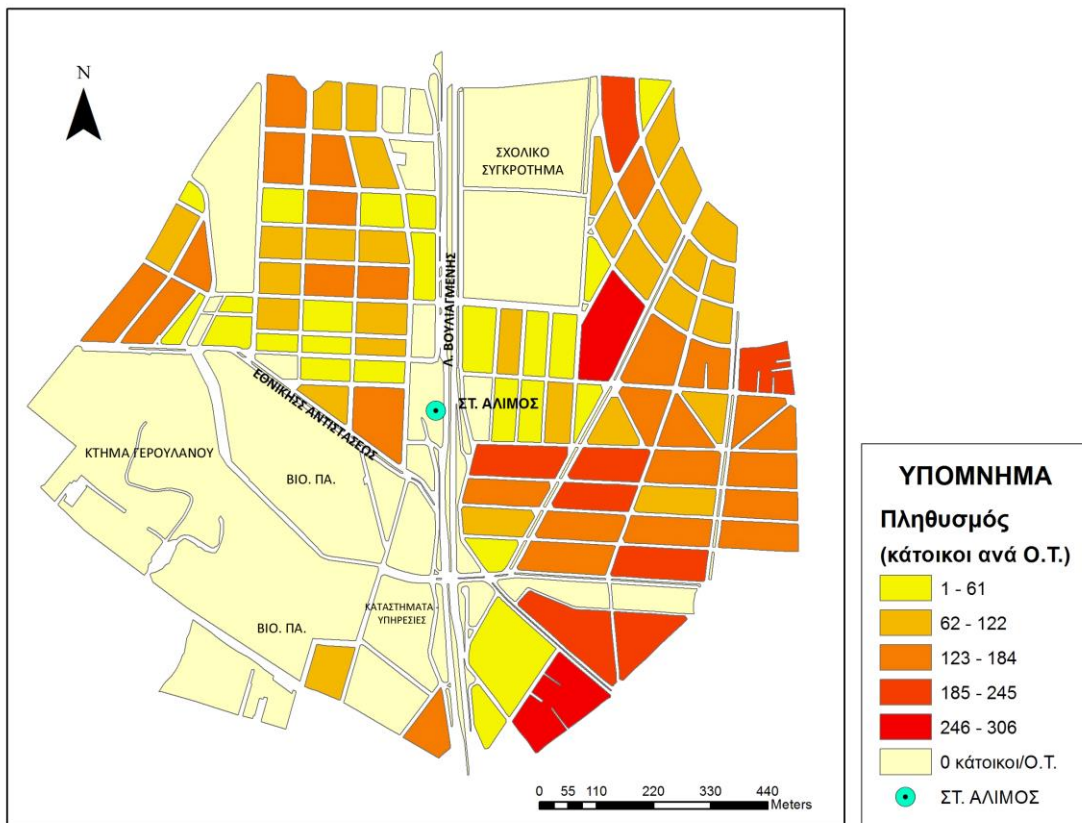 N
ΣΧΟΛΙΚΟ
ΣΥΓΚΡΟΤΗΜΑ
Λ. ΒΟΥΛΙΑΓΜΕΝΗΣ
ΕΘΝΙΚΗΣΣ ΑΝΤΙΣΤΑΣΕΩΣ
ΣΤ. ΑΛΙΜΟΣ
ΚΤΗΜΑ ΓΕΡΟΥΛΑΝΟΥ
ΒΙΟ. ΠΑ.
ΚΑΤΑΣΤΗΜΑΤΑ -
ΥΠΗΡΕΣΙΕΣ
ΒΙΟ. ΠΑ.
0 55 110 220 330 440
Meters
ΥΠΟΜΝΗΜΑ
Πληθυσμός
(κάτοικοι ανά Ο.Τ.)
1 - 61
62 - 122
123 - 184
185 - 245
246 - 306
0 κάτοικοι/Ο.Τ.
ΣΤ. ΑΛΙΜΟΣ